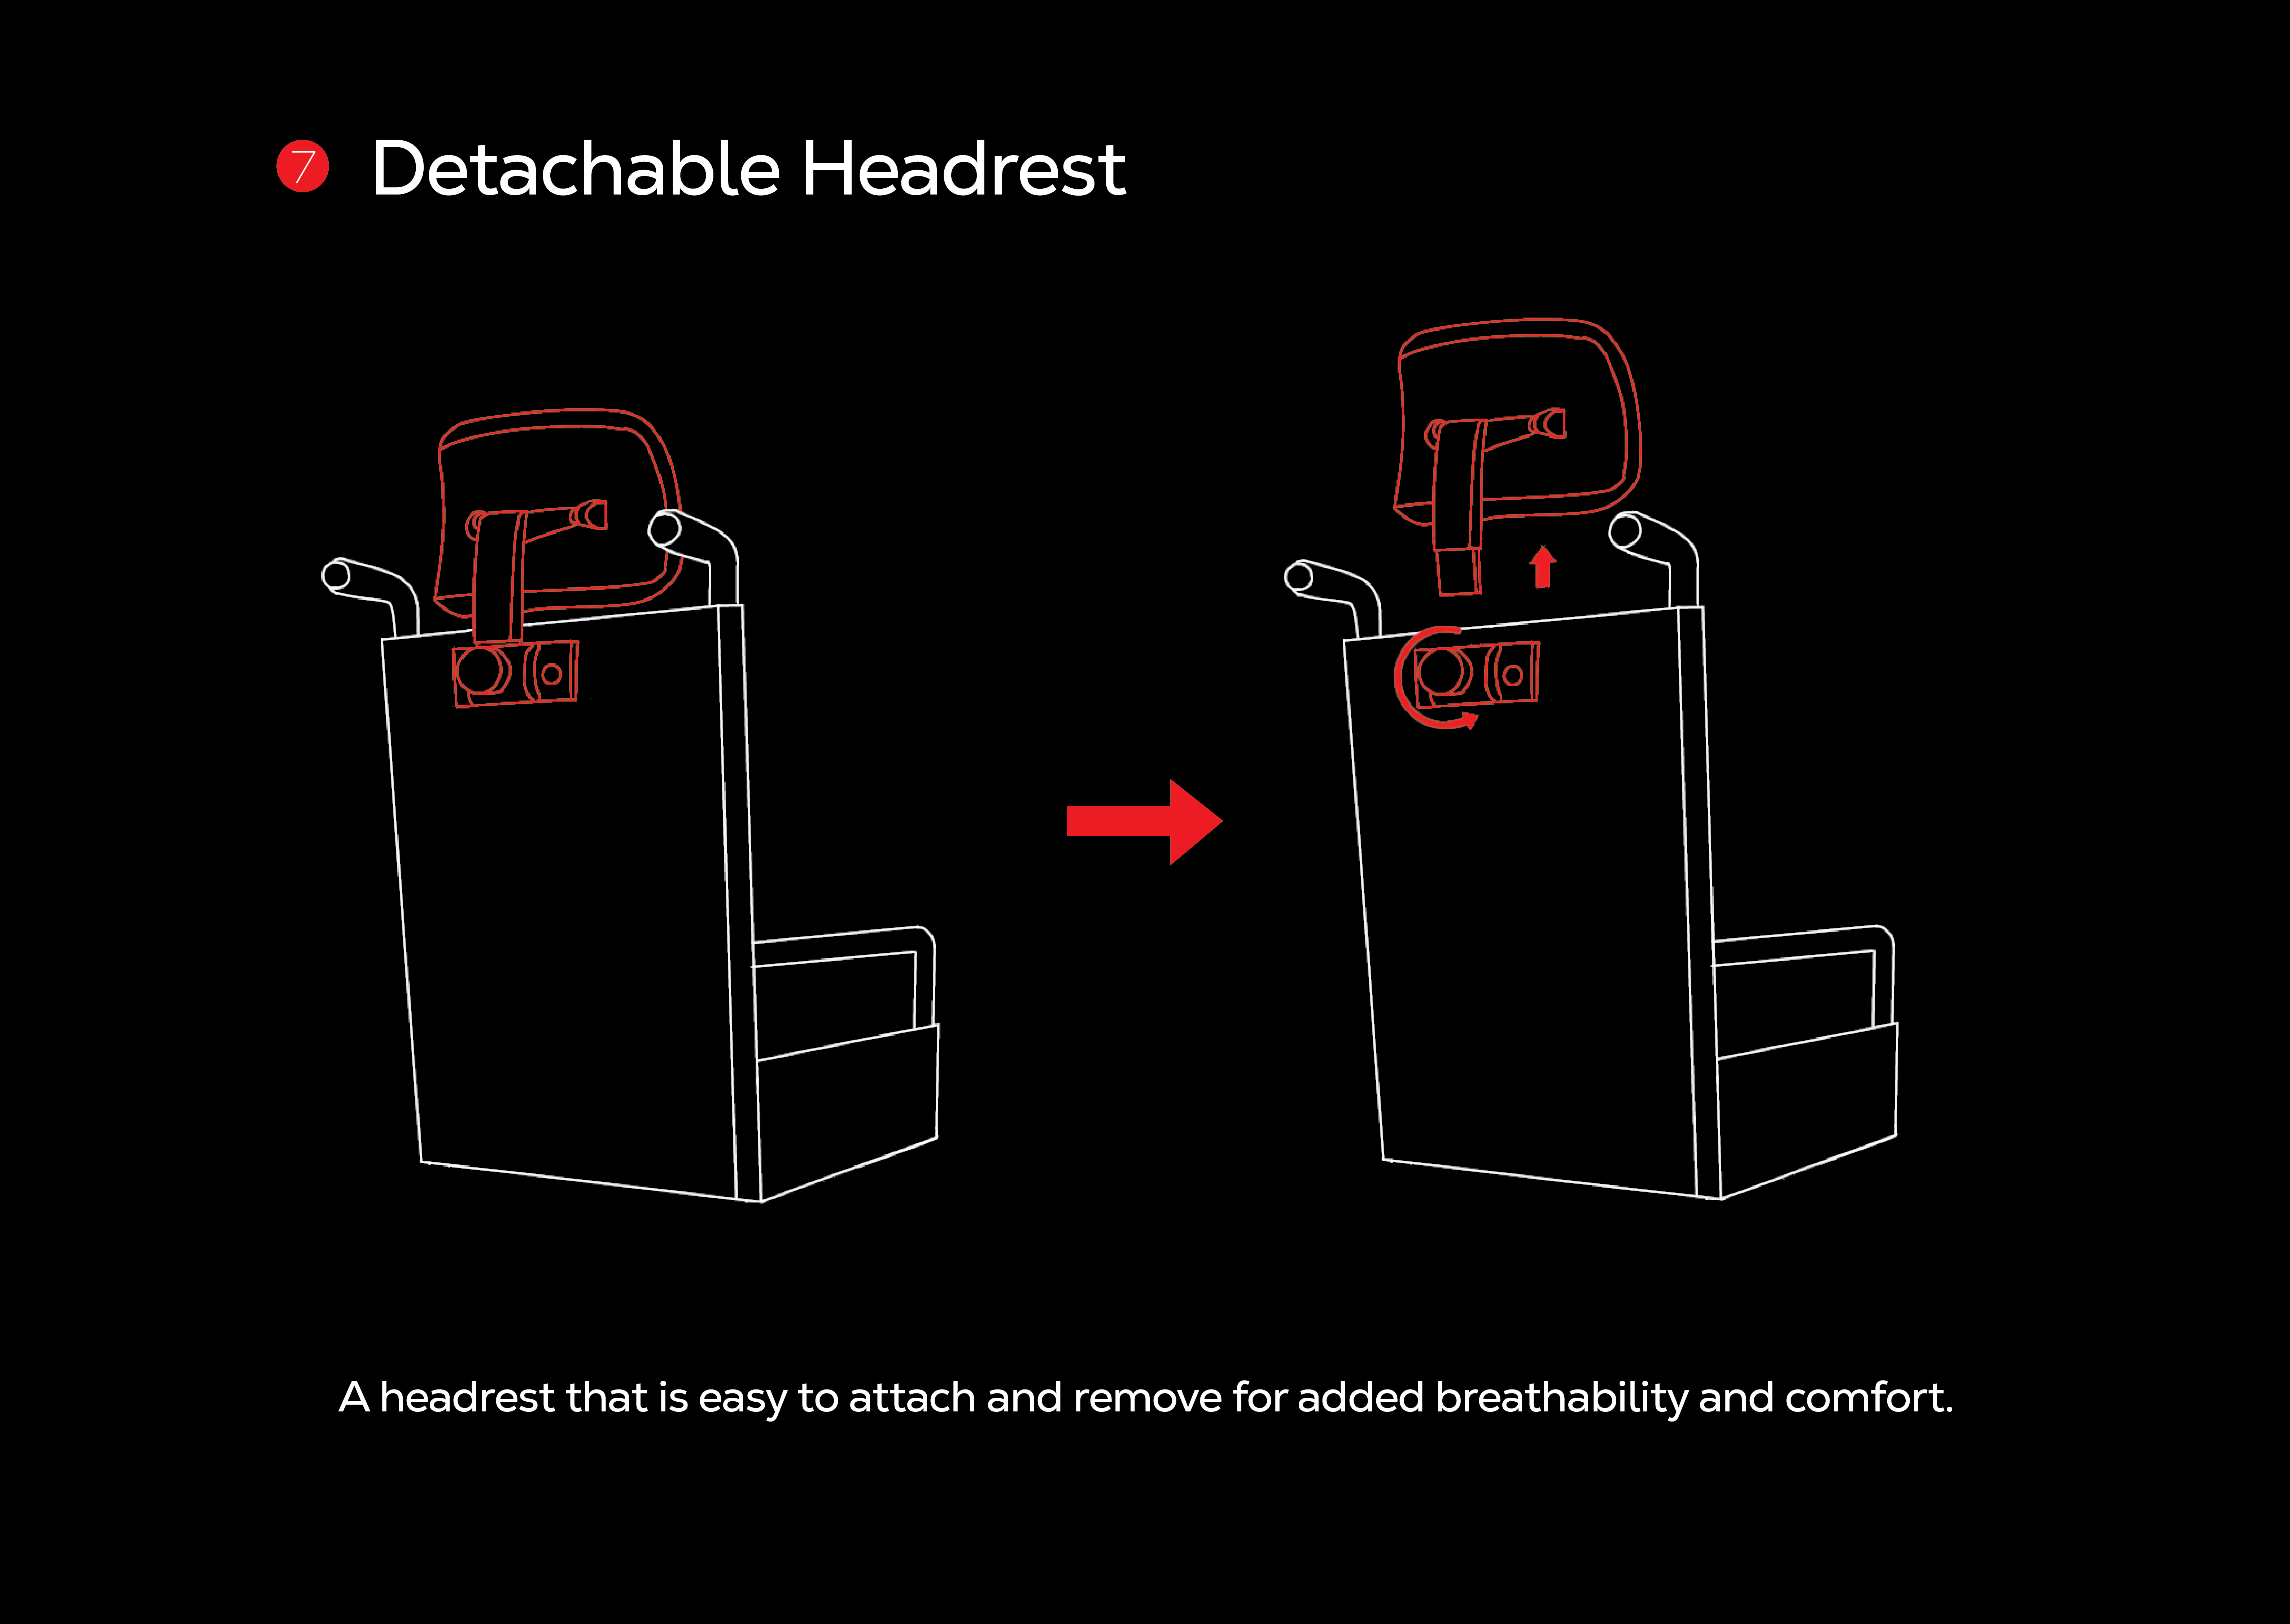 7 Detachable Headrest
A headrest that is easy to attach and remove for added breathability and comfort.